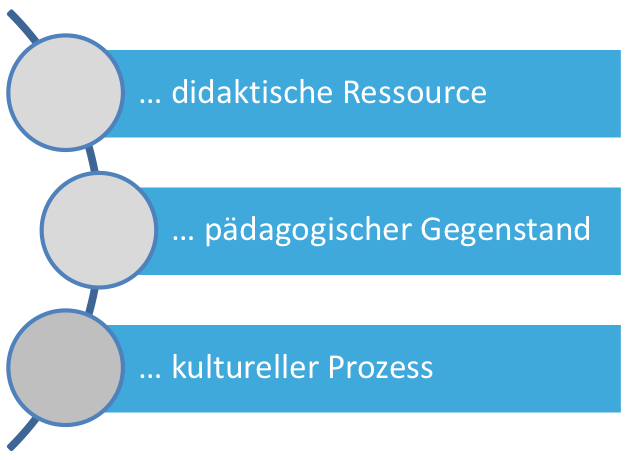 ... didaktische Ressource
... pädagogischer Gegenstand
... kultureller Prozess